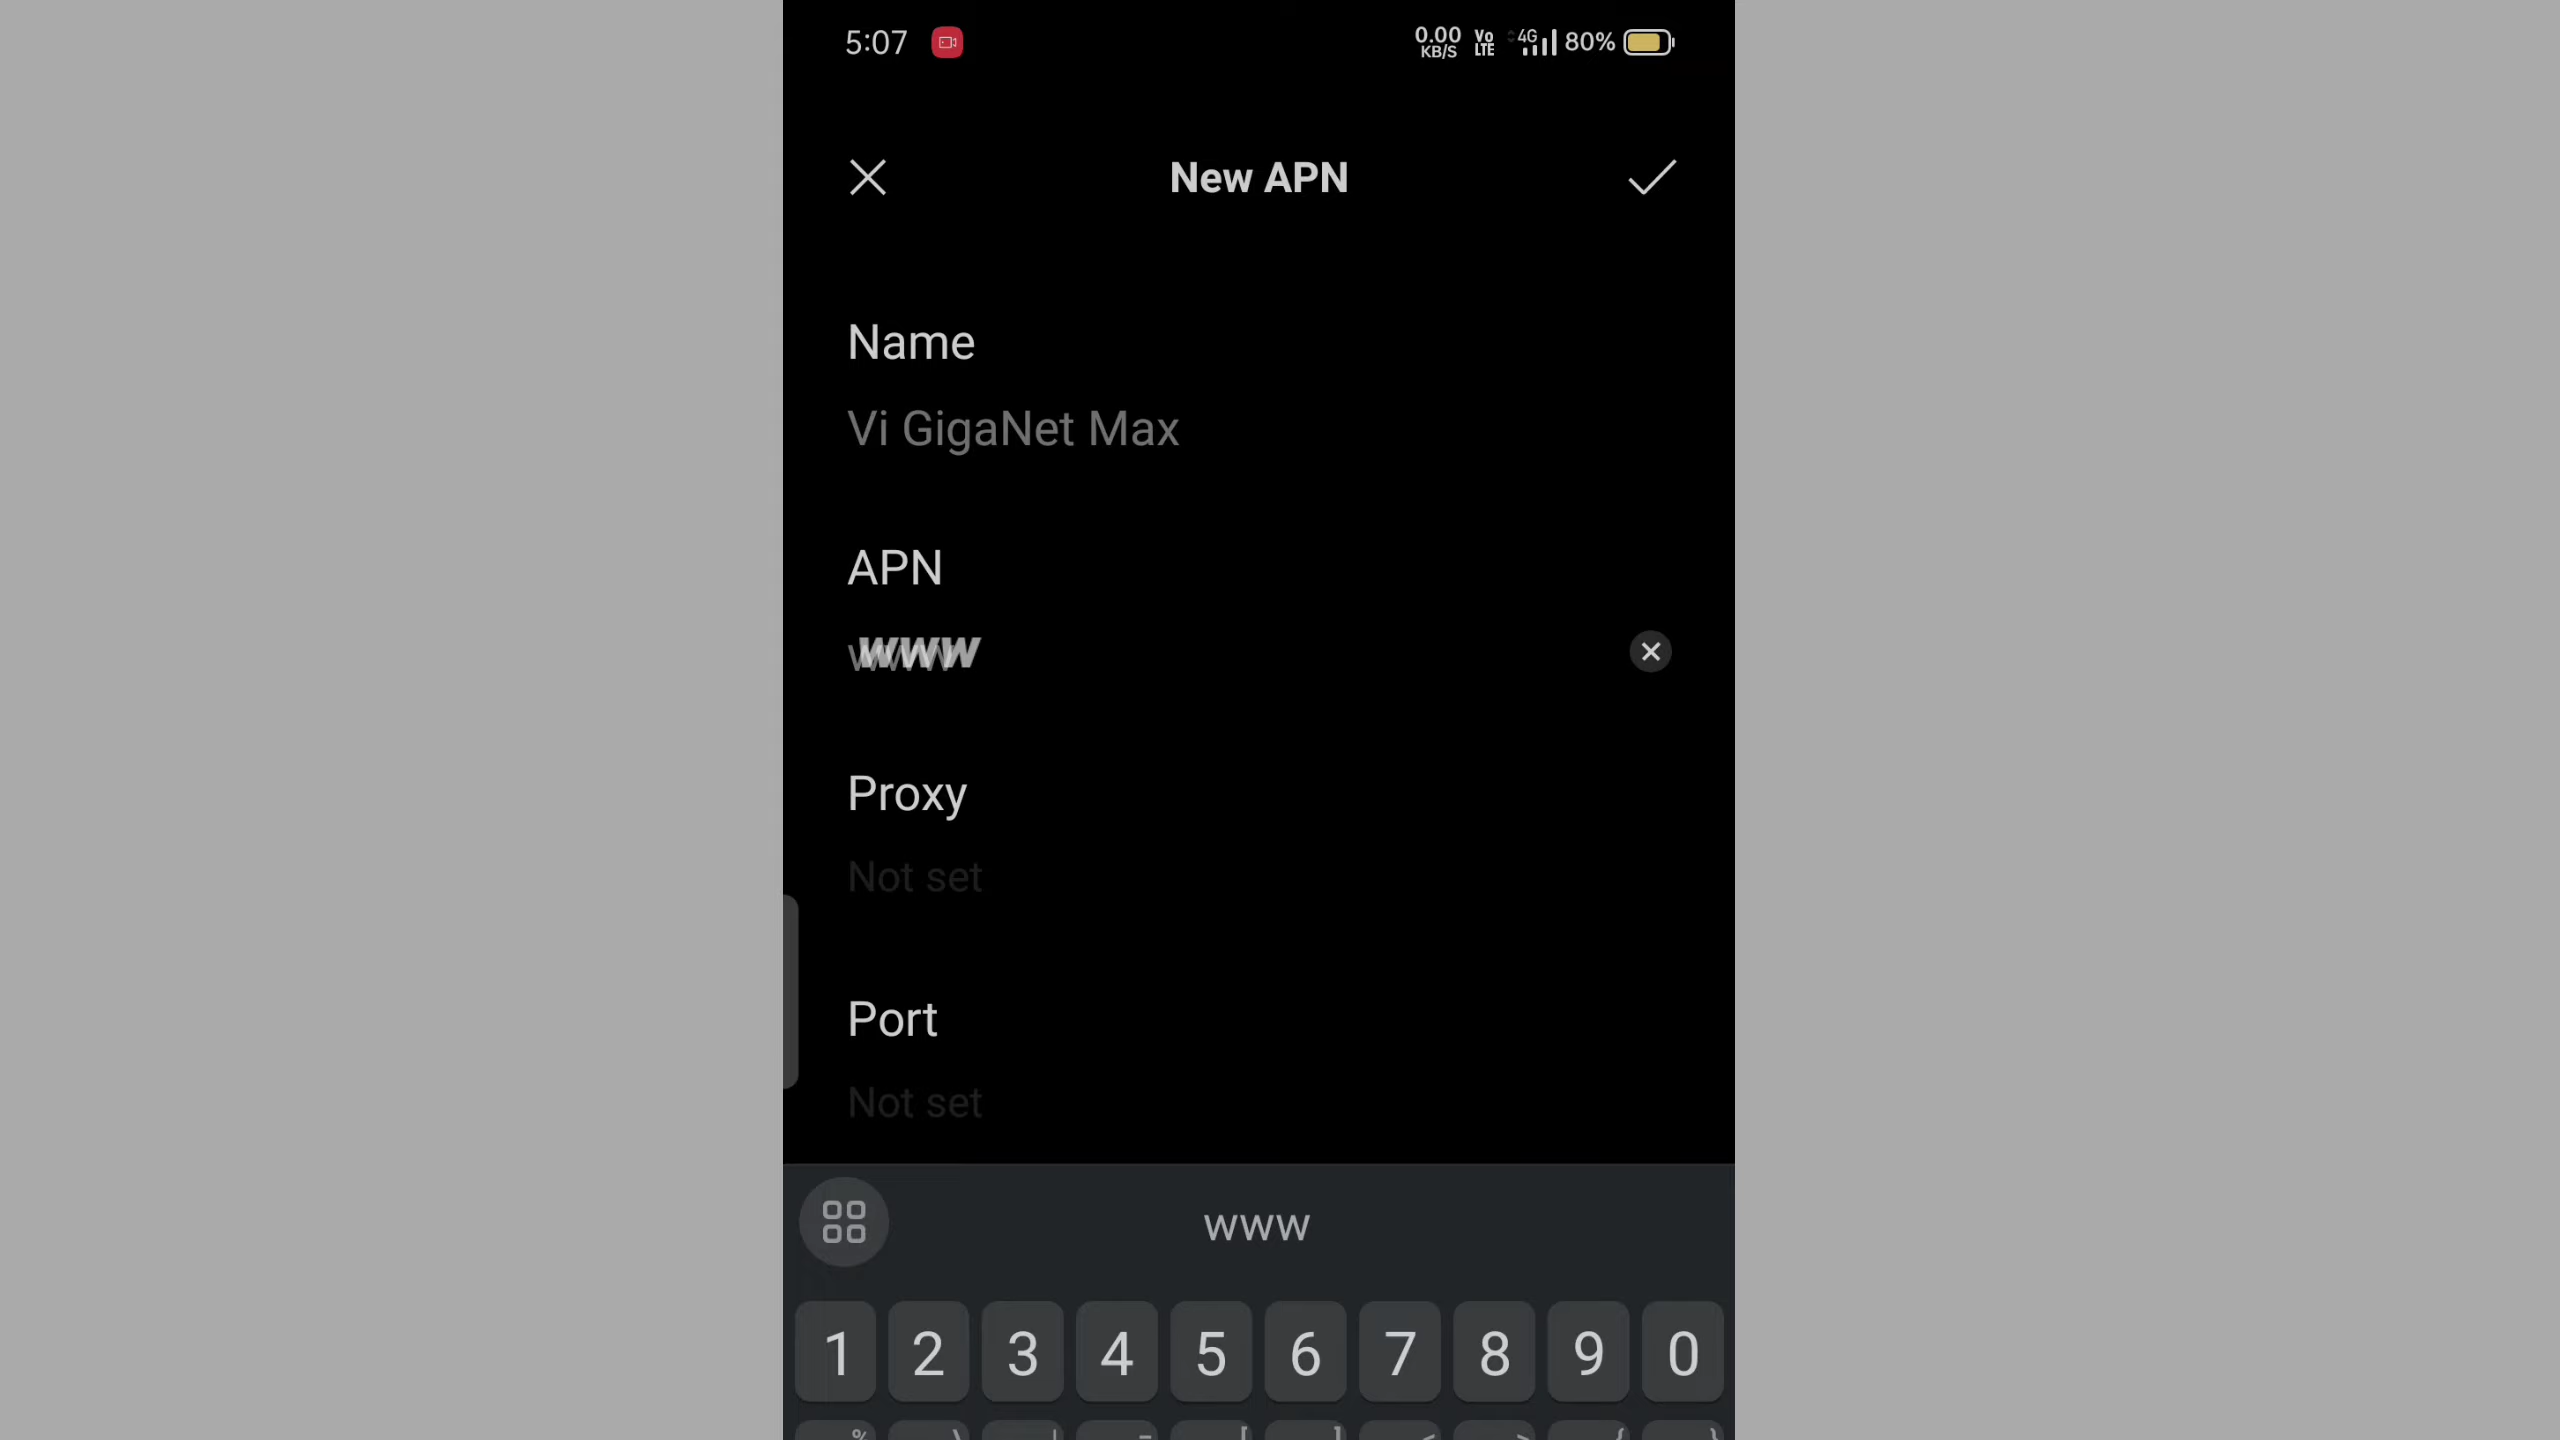 5:07
0.00 KB/S Vo LTE 4G 80%
New APN
Name
Vi GigaNet Max
APN
www
www
Proxy
Not set
Port
Not set
www
1 2 3 4 5 6 7 8 9 0
% \ | = [ ] < > { }